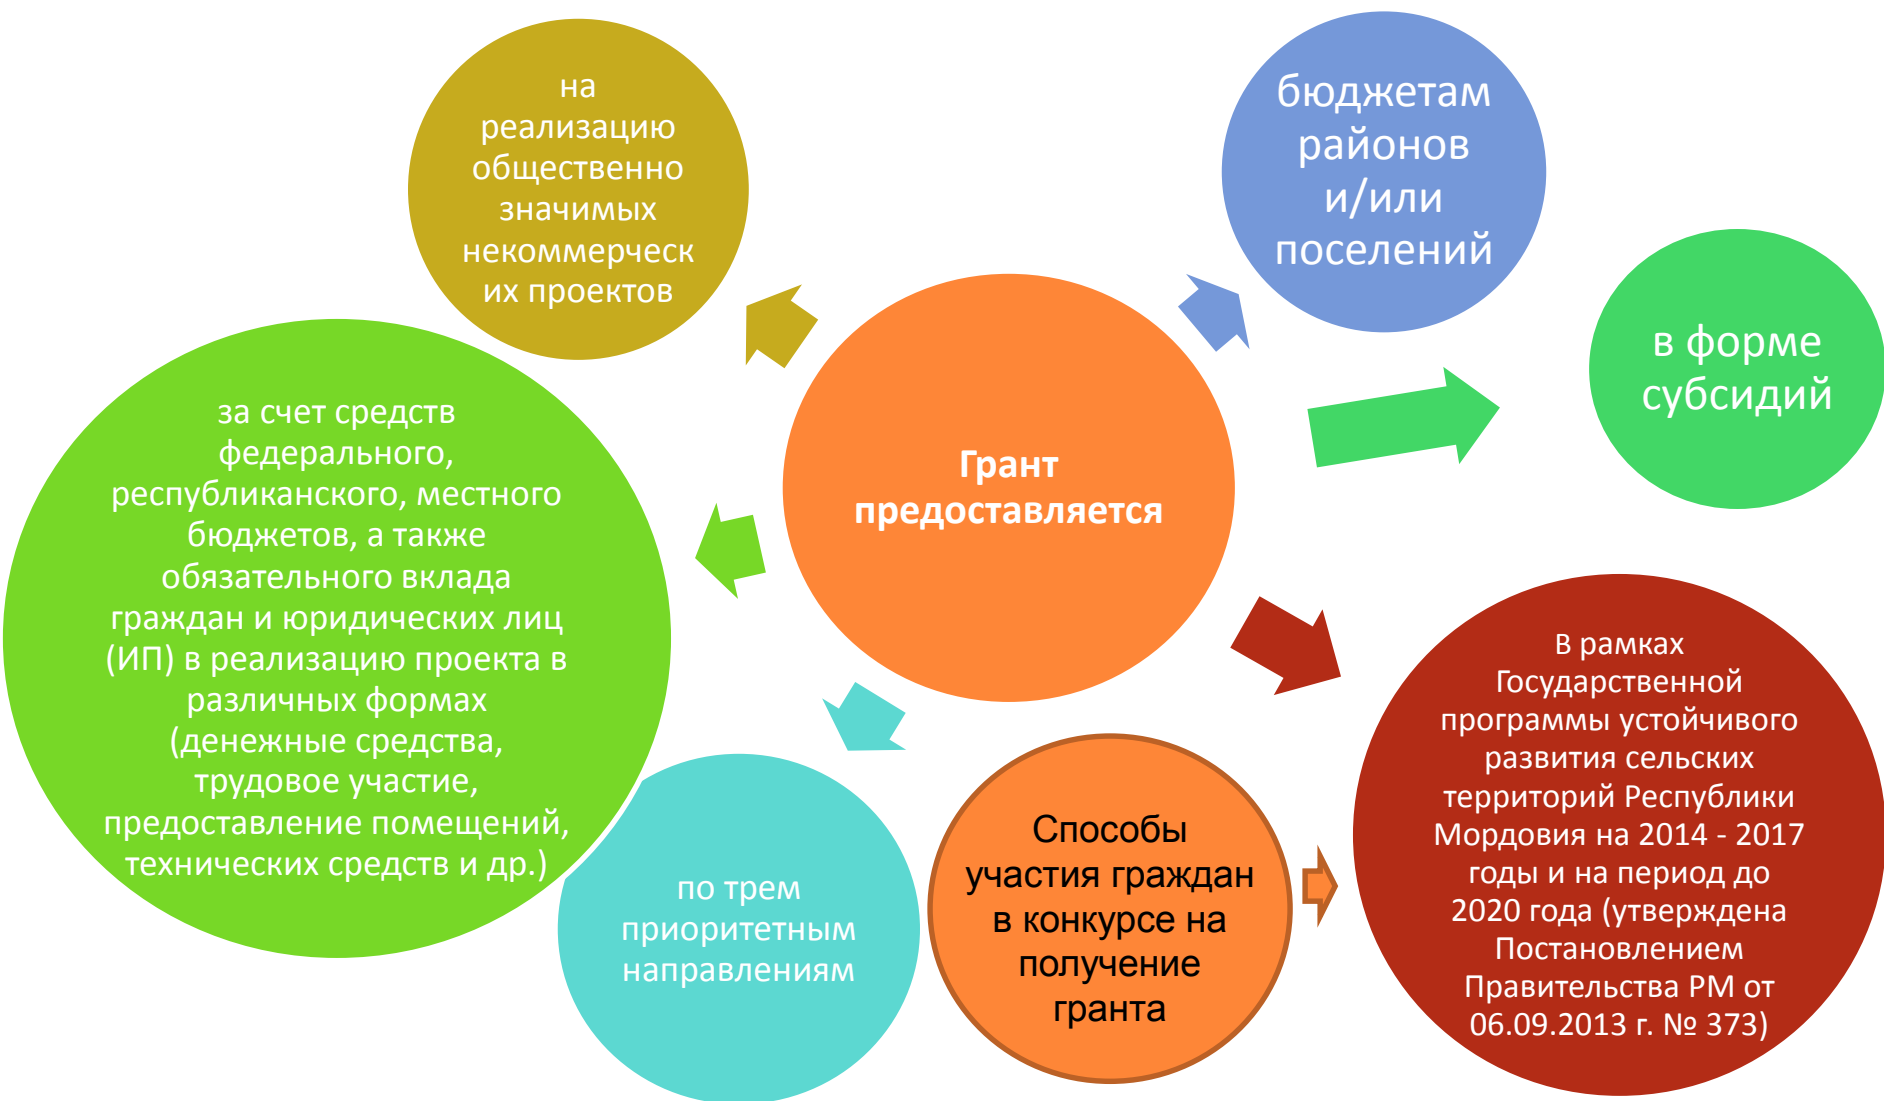 на
реализацию
общественно
значимых
некоммерческ
их проектов
бюджетам
районов
и/или
поселений
в форме
субсидий
Грант
предоставляется
за счет средств
федерального,
республиканского, местного
бюджетов, а также
обязательного вклада
граждан и юридических лиц
(ИП) в реализацию проекта в
различных формах
(денежные средства,
трудовое участие,
предоставление помещений,
технических средств и др.)
по трем
приоритетным
направлениям
Способы
участия граждан
в конкурсе на
получение
гранта
В рамках
Государственной
программы устойчивого
развития сельских
территорий Республики
Мордовия на 2014 - 2017
годы и на период до
2020 года (утверждена
Постановлением
Правительства РМ от
06.09.2013 г. № 373)